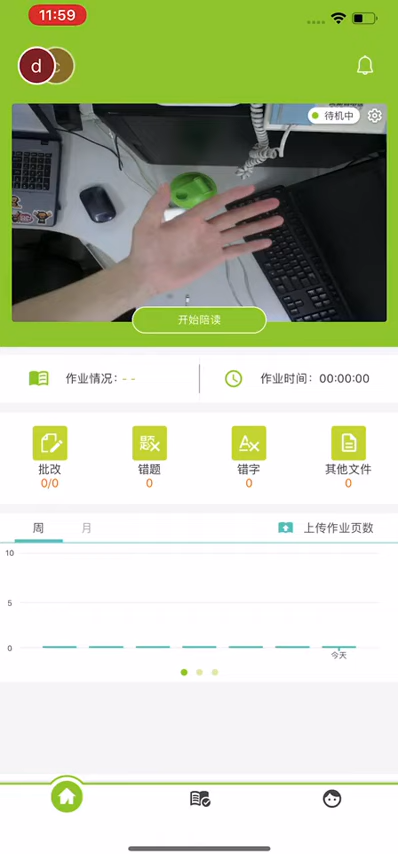 11:59
d
c
待机中
开始陪读
作业情况：- -
作业时间：00:00:00
批改
错题
错字
其他文件
0/0
0
0
0
周
月
上传作业页数
10
5
0
今天